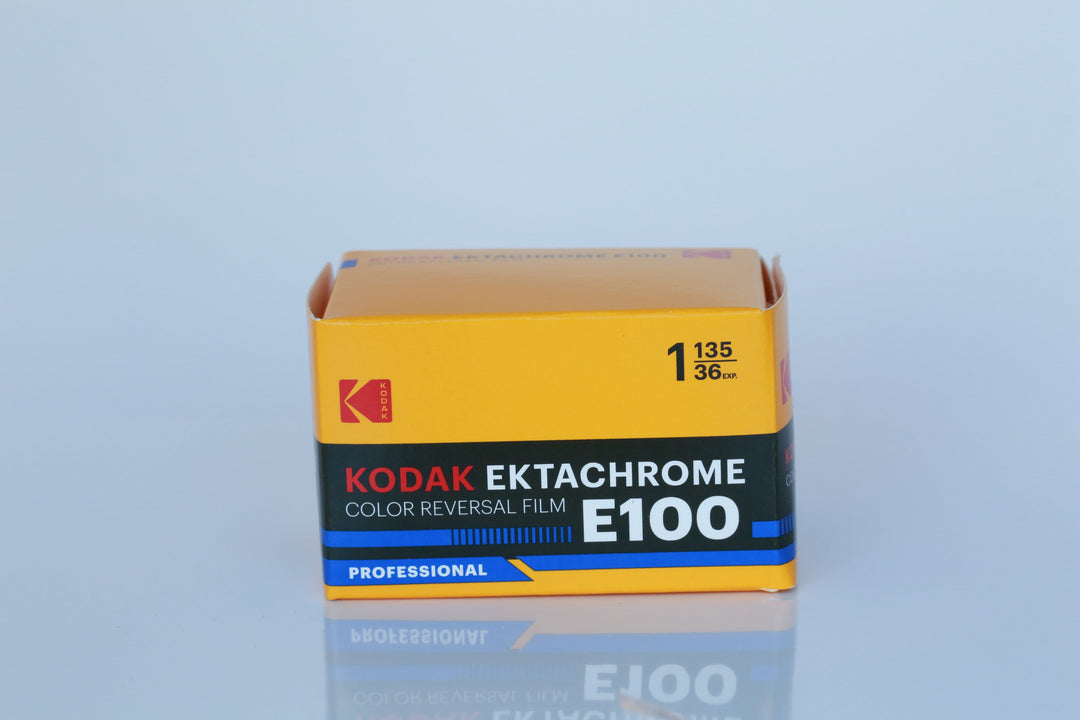 KODAK EKTACHROME E100
1 135
36 EXP.
KODAK
KODAK EKTACHROME
COLOR REVERSAL FILM
E100
PROFESSIONAL